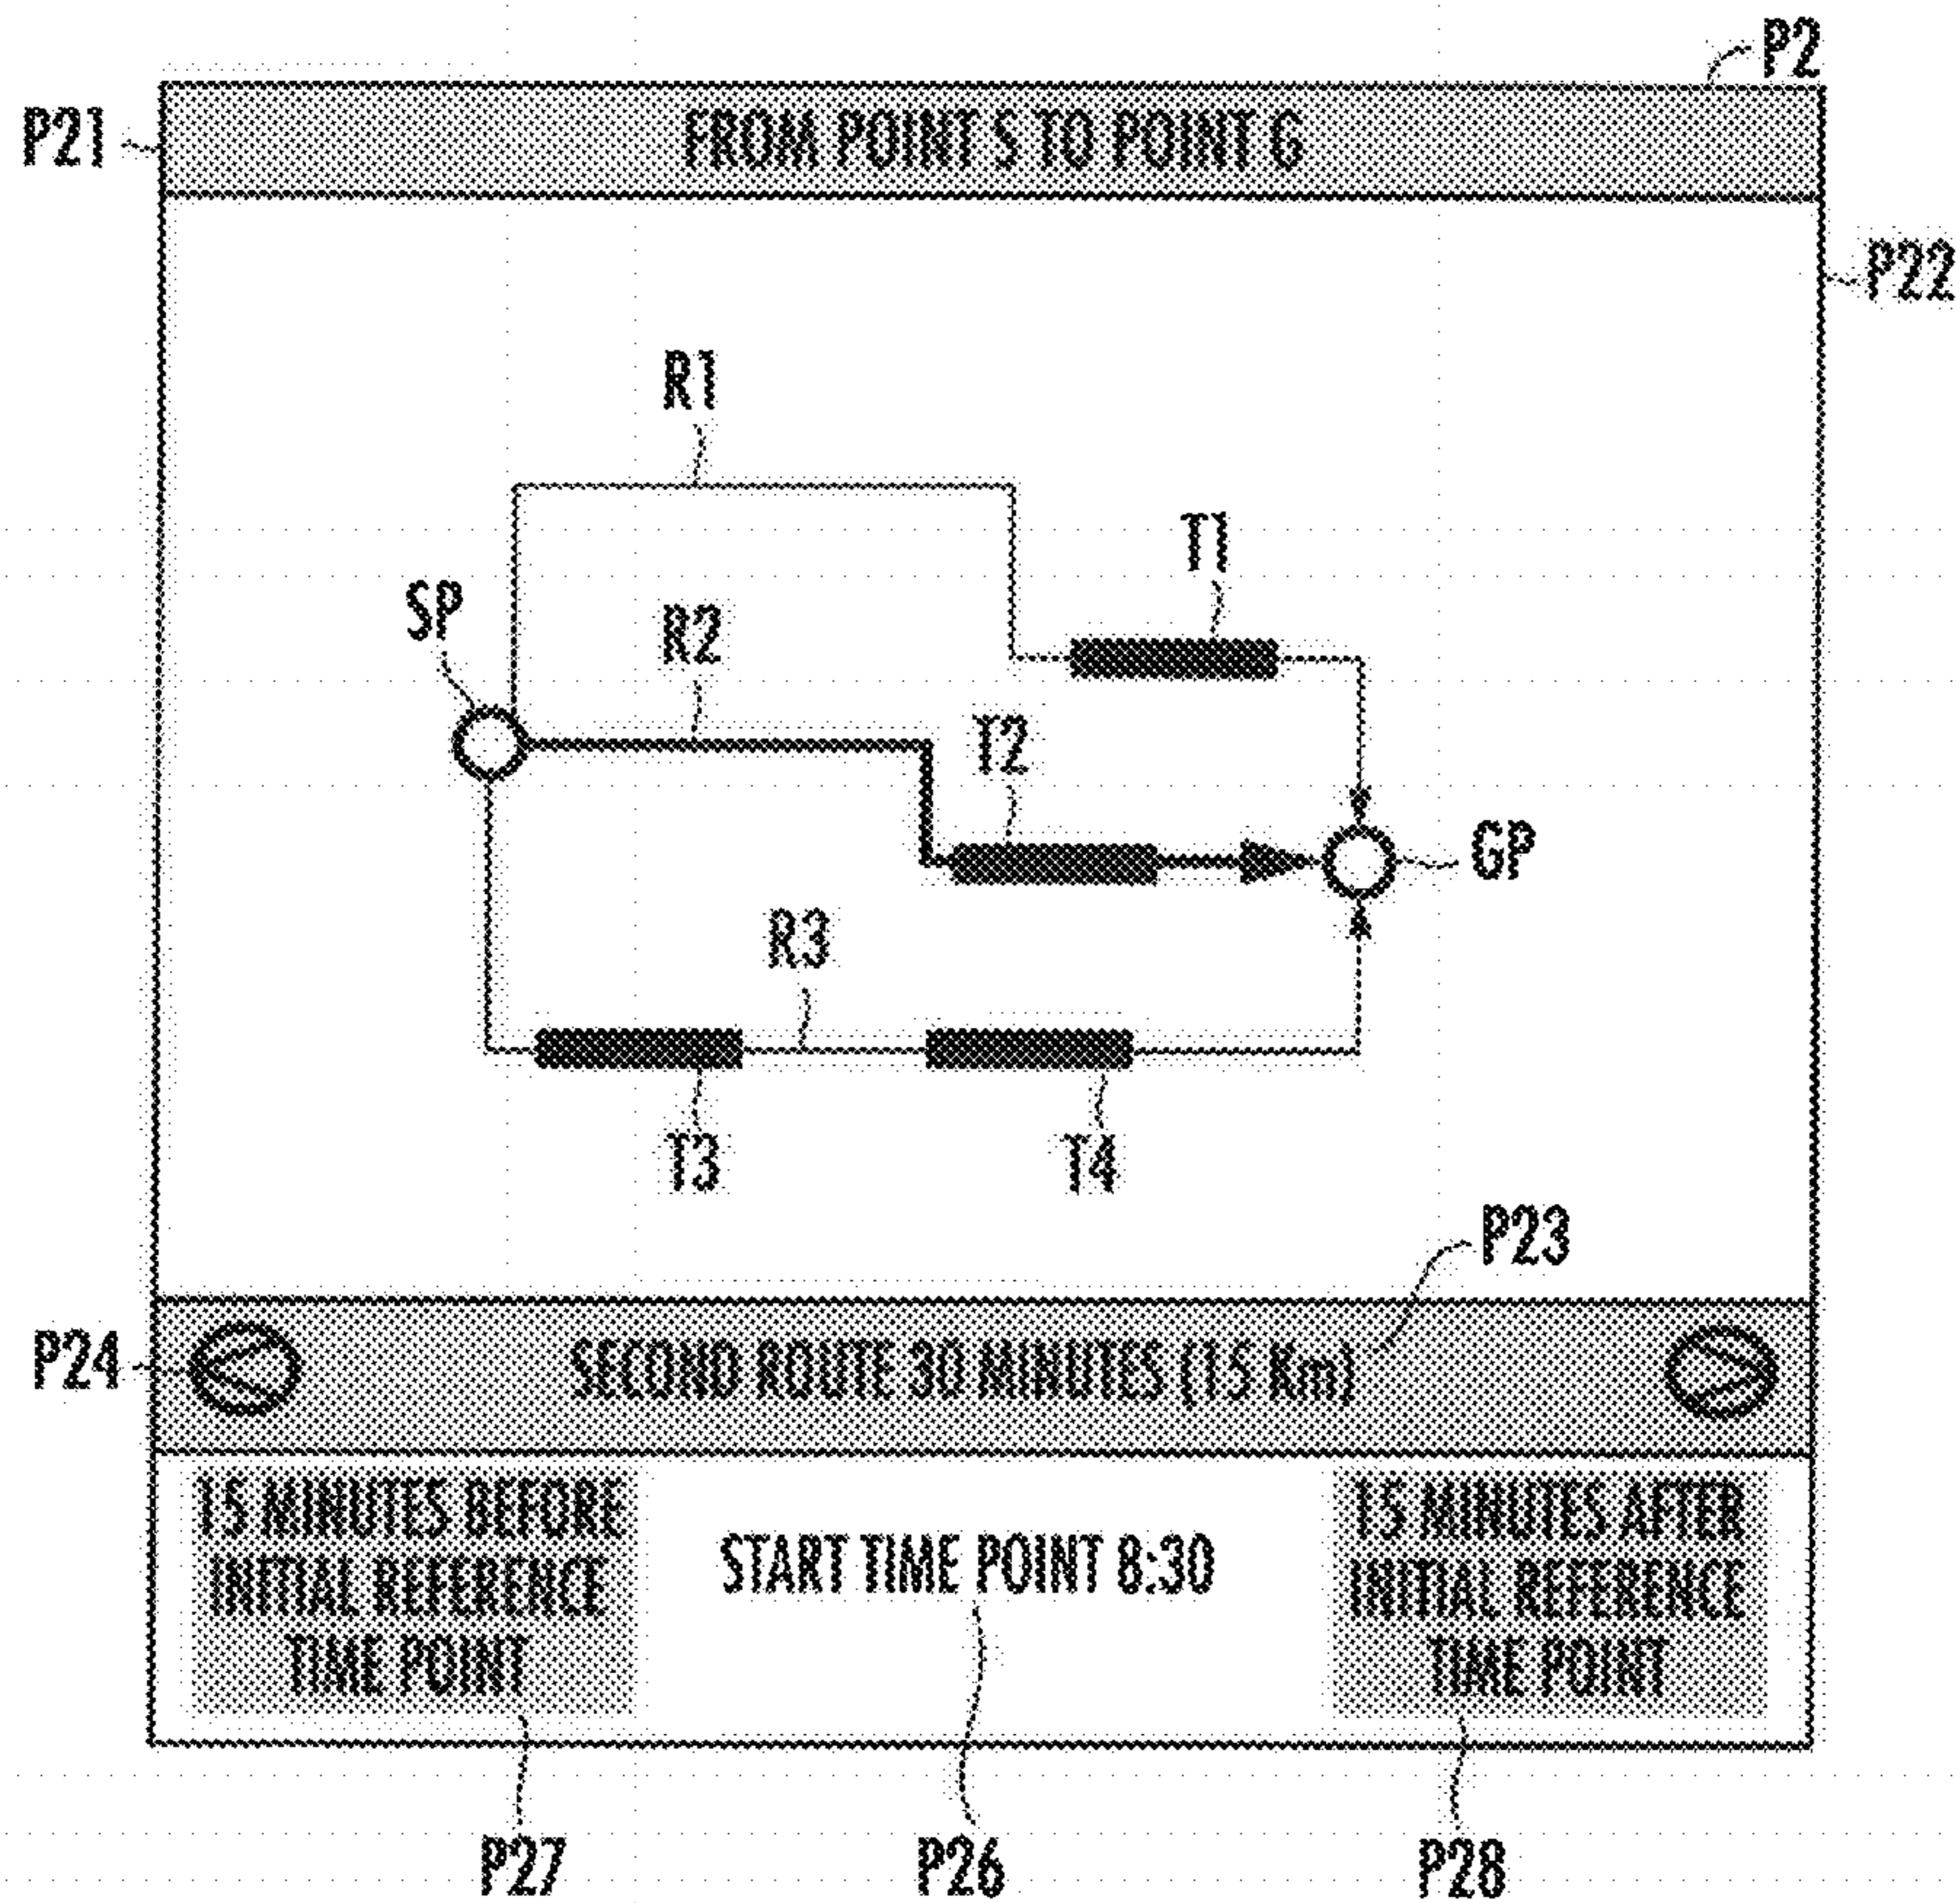 P2
P21
FROM POINT S TO POINT G
P22
R1
T1
SP
R2
T2
GP
R3
T3
T4
P23
P24
SECOND ROUTE 30 MINUTES (15 Km)
15 MINUTES BEFORE
INITIAL REFERENCE
TIME POINT
START TIME POINT 8:30
15 MINUTES AFTER
INITIAL REFERENCE
TIME POINT
P27
P26
P28